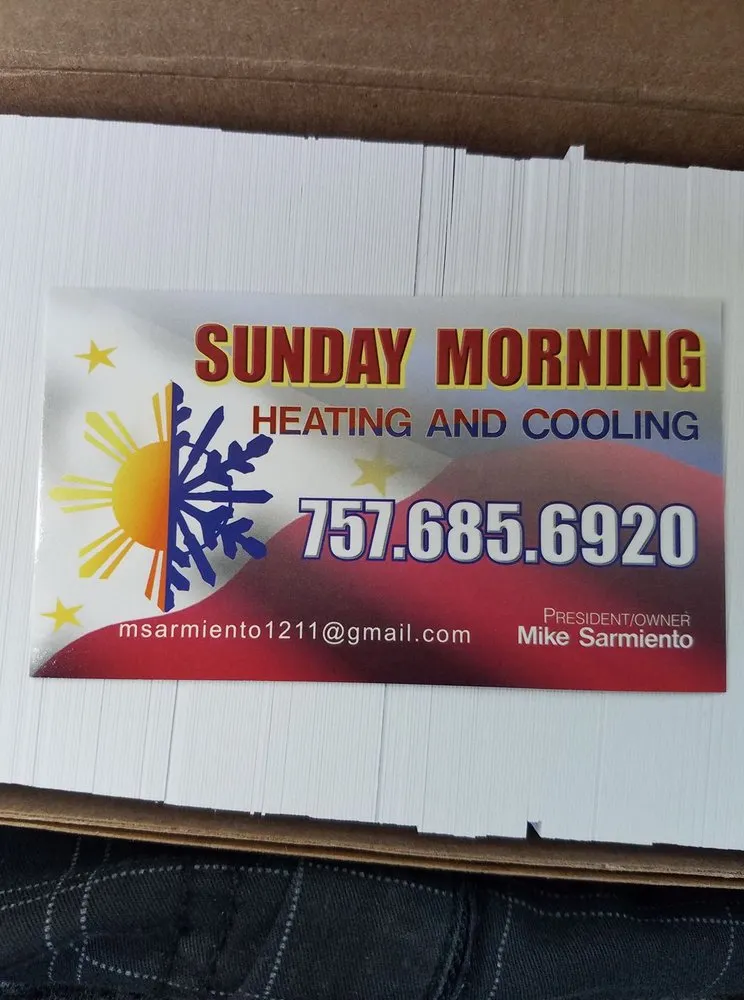 SUNDAY MORNING
HEATING AND COOLING
757.685.6920
PRESIDENT/OWNER
Mike Sarmiento
msarmiento1211@gmail.com